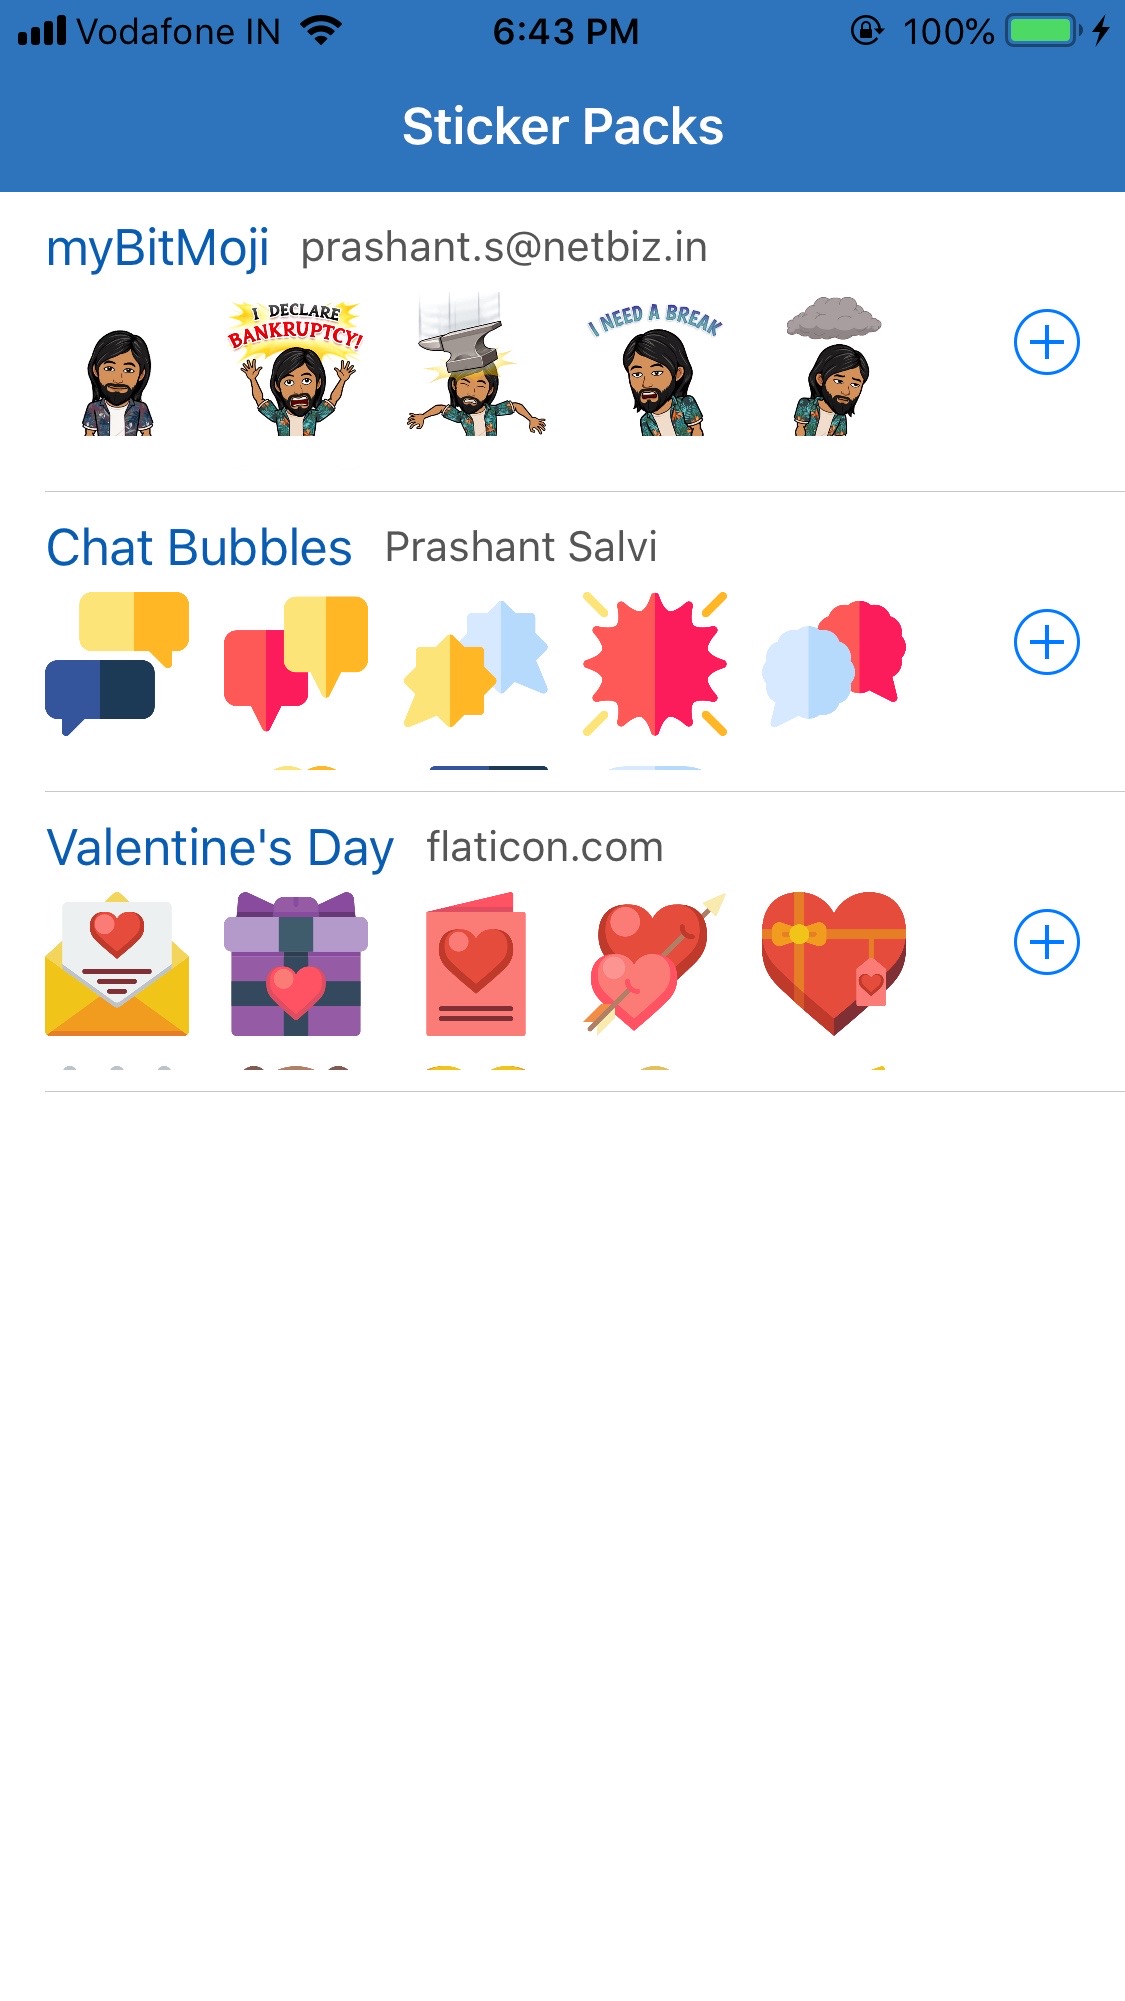 Vodafone IN 6:43 PM 100%
Sticker Packs
myBitMoji prashant.s@netbiz.in
I DECLARE
BANKRUPTCY!
I NEED A BREAK
Chat Bubbles Prashant Salvi
Valentine's Day flaticon.com